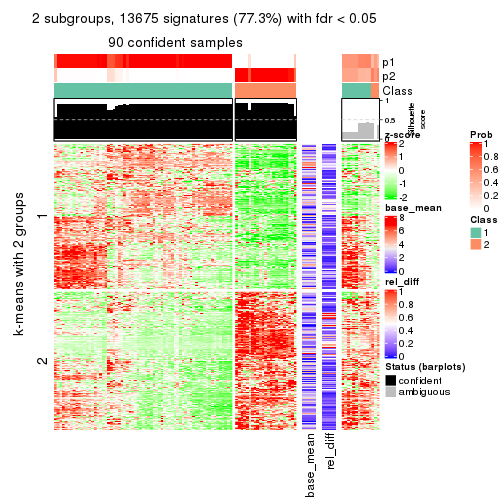 2 subgroups, 13675 signatures (77.3%) with fdr < 0.05
90 confident samples
p1
p2
Class
1
0.5
0
Silhouette
score
k-means with 2 groups
1
2
base_mean
rel_diff
z-score
2
1
0
-1
-2
base_mean
8
6
4
2
0
rel_diff
1
0.8
0.6
0.4
0.2
0
Status (barplots)
confident
ambiguous
Prob
1
0.8
0.6
0.4
0.2
0
Class
1
2